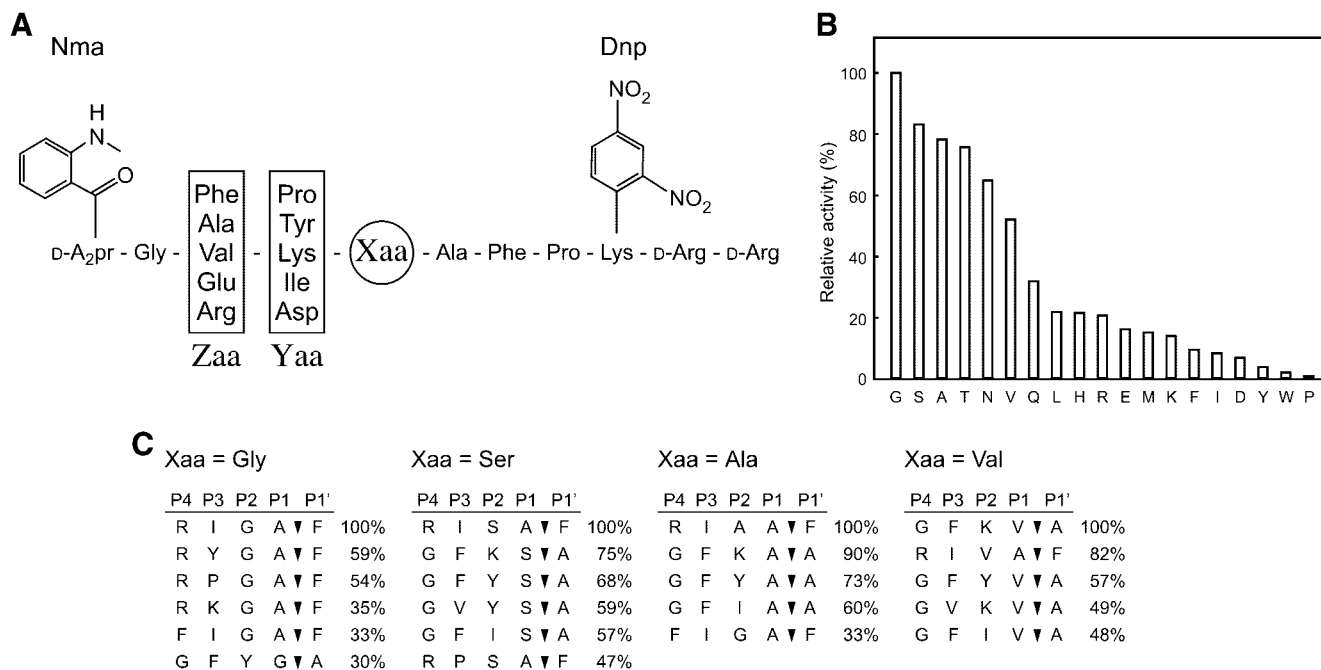 A
Nma
Dnp
H
N
O
NO2
NO2
Phe
Ala
Val
Glu
Arg
Pro
Tyr
Lys
Ile
Asp
D-A2pr - Gly - - - Xaa - Ala - Phe - Pro - Lys - D-Arg - D-Arg
Zaa
Yaa
B
Relative activity (%)
100
80
60
40
20
0
G S A T N V Q L H R E M K F I D Y W P
C
Xaa = Gly
P4 P3 P2 P1 P1'
R I G A ▼ F 100%
R Y G A ▼ F 59%
R P G A ▼ F 54%
R K G A ▼ F 35%
F I G A ▼ F 33%
G F Y G ▼ A 30%
Xaa = Ser
P4 P3 P2 P1 P1'
R I S A ▼ F 100%
G F K S ▼ A 75%
G F Y S ▼ A 68%
G V Y S ▼ A 59%
G F I S ▼ A 57%
R P S A ▼ F 47%
Xaa = Ala
P4 P3 P2 P1 P1'
R I A A ▼ F 100%
G F K A ▼ A 90%
G F Y A ▼ A 73%
G F I A ▼ A 60%
F I G A ▼ F 33%
Xaa = Val
P4 P3 P2 P1 P1'
G F K V ▼ A 100%
R I V A ▼ F 82%
G F Y V ▼ A 57%
G V K V ▼ A 49%
G F I V ▼ A 48%